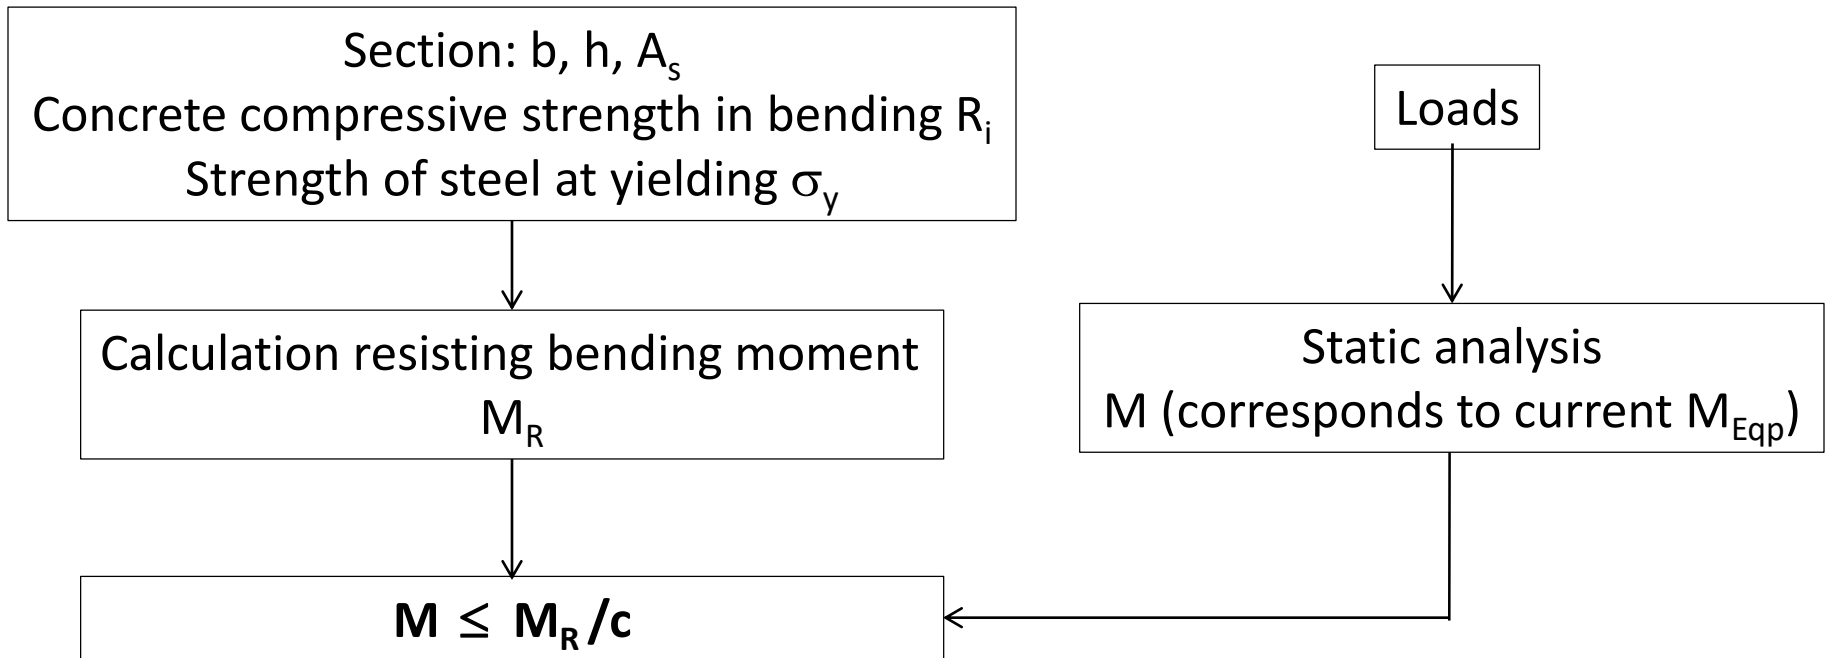 Section: b, h, Aₛ
Concrete compressive strength in bending Rᵢ
Strength of steel at yielding σy
Loads
Calculation resisting bending moment
MR
Static analysis
M (corresponds to current MEqp)
M ≤ MR/c